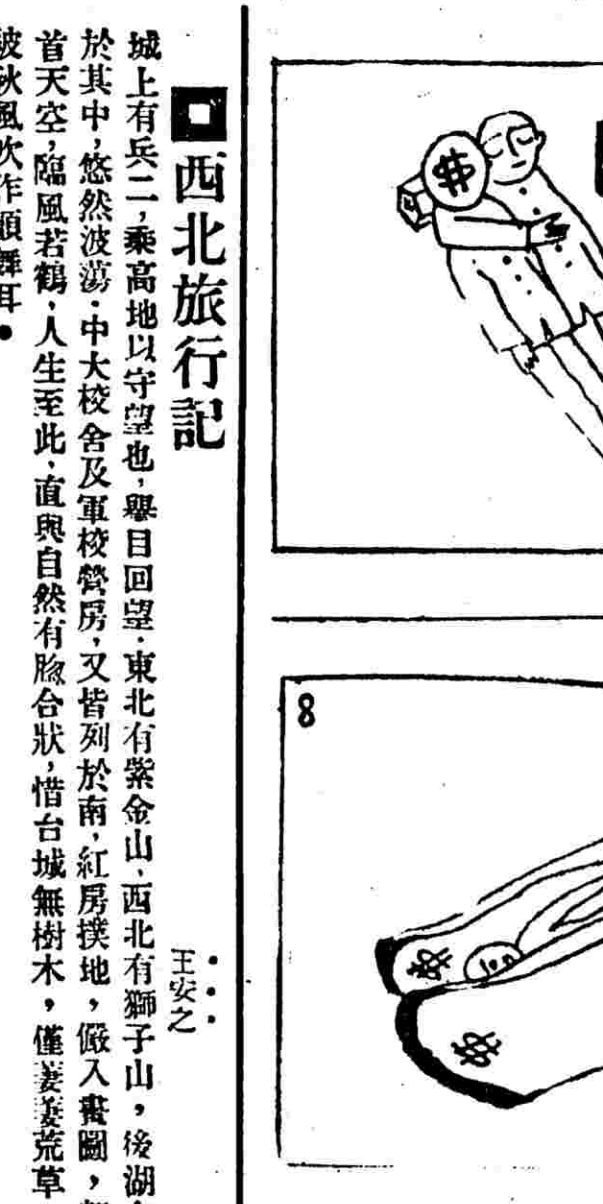 西北旅行記
王安之
城上有兵二，乘高地以守望也，舉目回望．東北有紫金山、西北有獅子山，後湖
於其中，悠然波蕩．中大校舍及軍校營房，又皆列於南，紅房撲地，儼入畫圖，
首天空，臨風若鶴，人生至此，直與自然有脗合狀，惜台城無樹木，僅萋萋荒草
被秋風吹作顛舞耳●
$
8
$
$